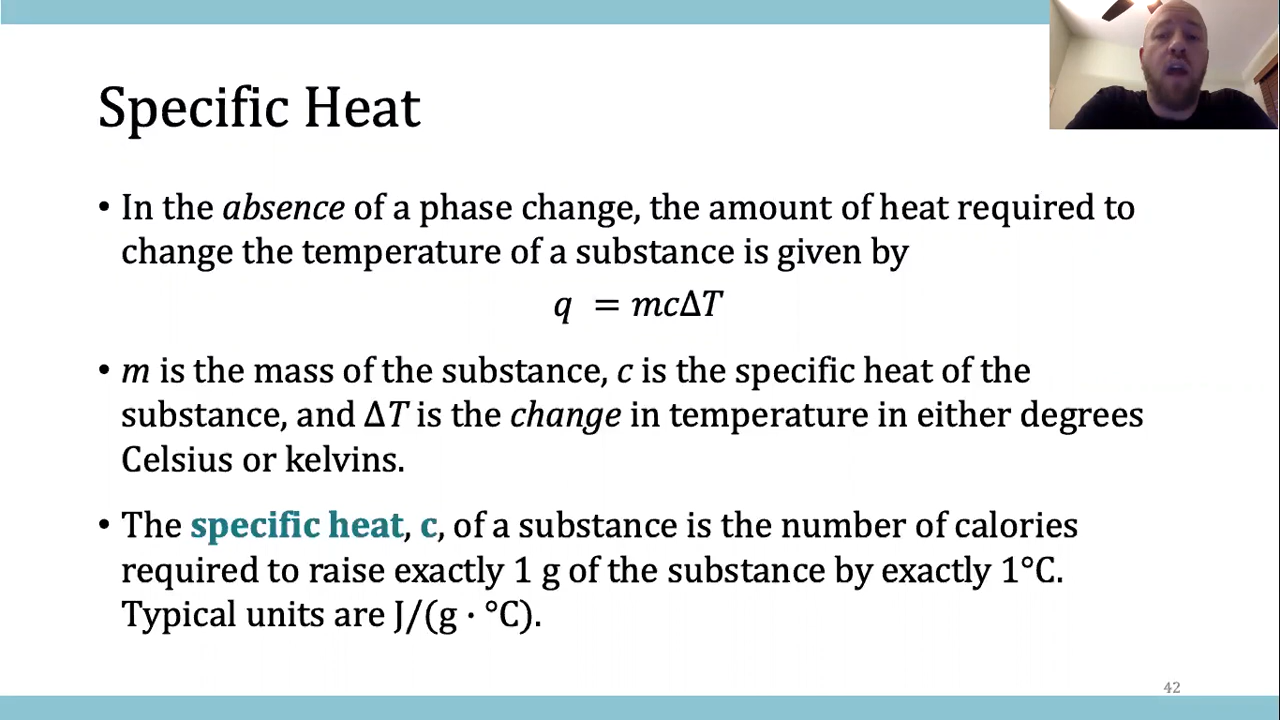 Specific Heat
• In the absence of a phase change, the amount of heat required to
change the temperature of a substance is given by
q = mcΔT
• m is the mass of the substance, c is the specific heat of the
substance, and ΔT is the change in temperature in either degrees
Celsius or kelvins.
• The specific heat, c, of a substance is the number of calories
required to raise exactly 1 g of the substance by exactly 1°C.
Typical units are J/(g · °C).
42